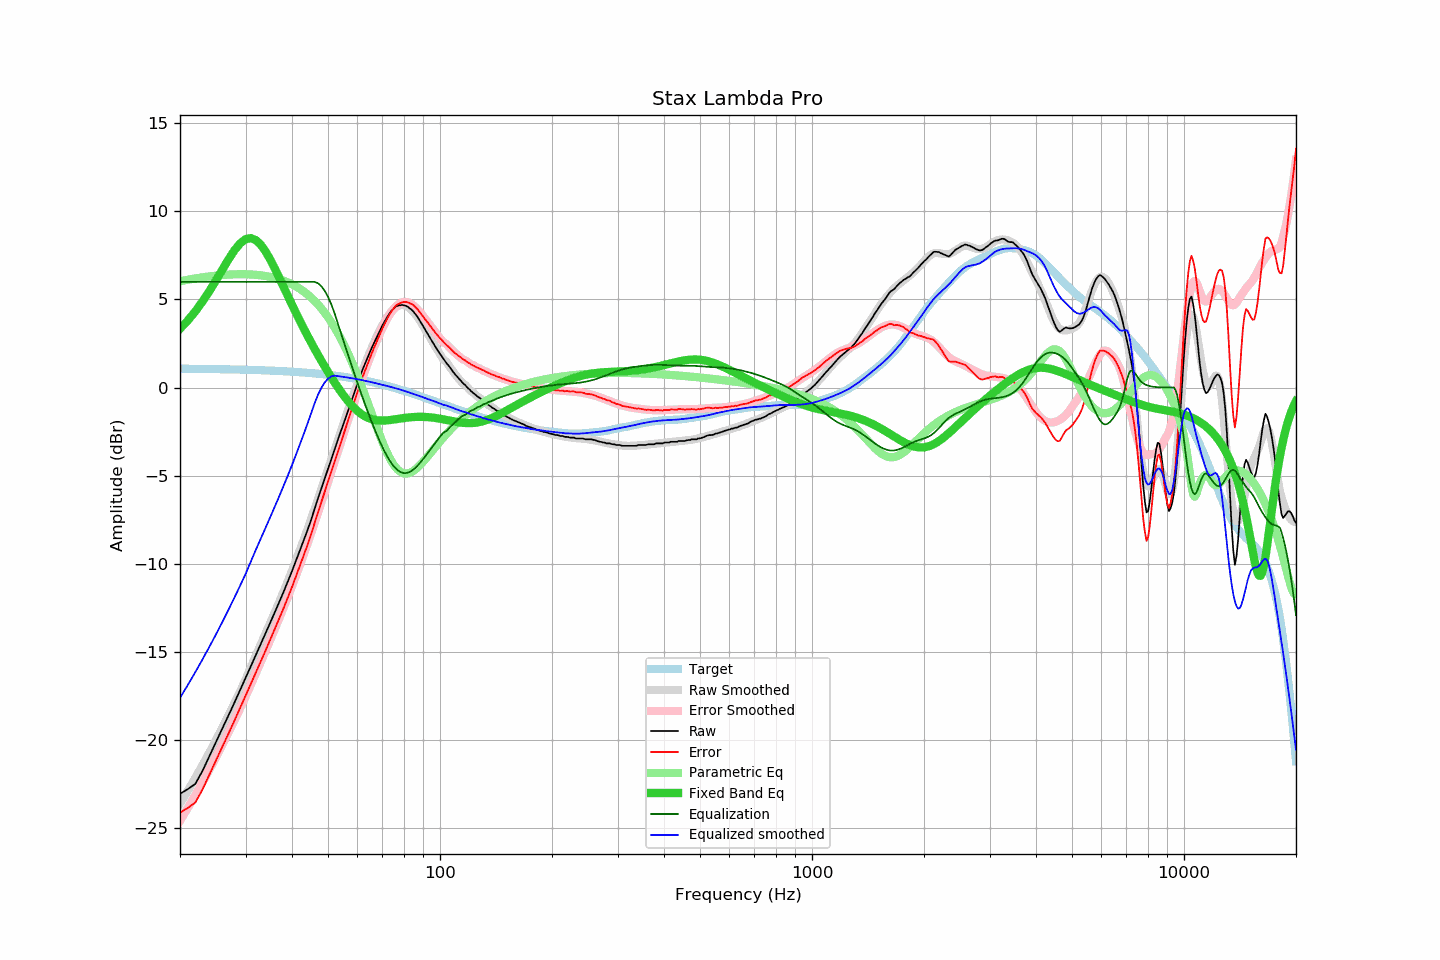 Stax Lambda Pro
15
10
5
0
−5
−10
−15
−20
−25
Amplitude (dBr)
Target
Raw Smoothed
Error Smoothed
Raw
Error
Parametric Eq
Fixed Band Eq
Equalization
Equalized smoothed
100 1000 10000
Frequency (Hz)